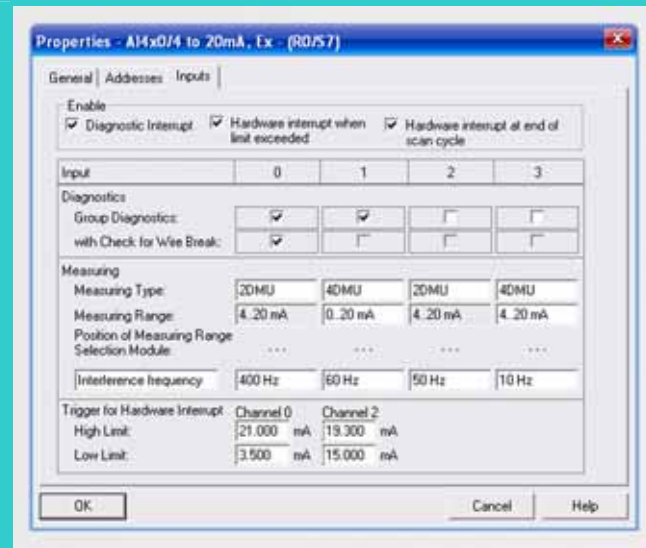 Properties - AI4x0/4 to 20mA, Ex - (R0/S7)
General Addresses Inputs
Enable
Diagnostic Interrupt Hardware interrupt when limit exceeded Hardware interrupt at end of scan cycle
Input 0 1 2 3
Diagnostics
Group Diagnostics:
with Check for Wire Break:
Measuring
Measuring Type: 2DMU 4DMU 2DMU 4DMU
Measuring Range: 4..20 mA 0..20 mA 4..20 mA 4..20 mA
Position of Measuring Range
Selection Module: ... ... ... ...
Interference frequency 400 Hz 60 Hz 50 Hz 10 Hz
Trigger for Hardware Interrupt Channel 0 Channel 2
High Limit: 21.000 mA 19.300 mA
Low Limit: 3.500 mA 15.000 mA
OK Cancel Help